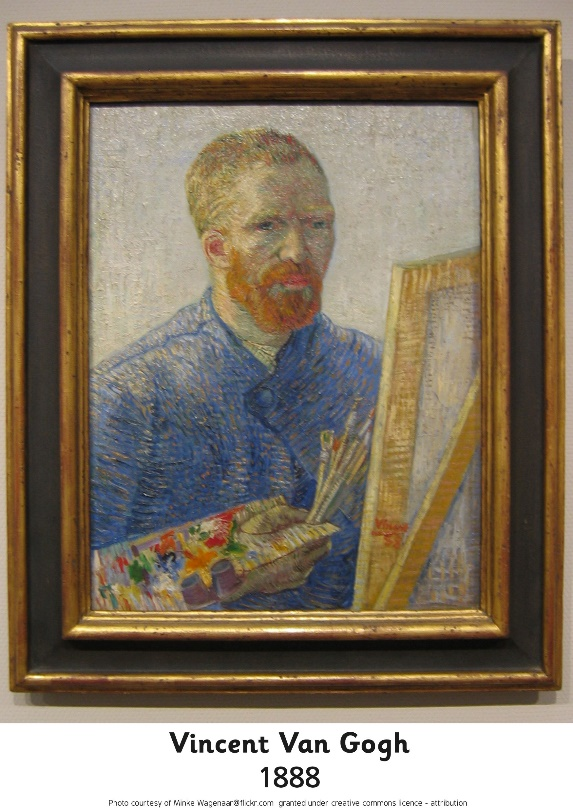 Vincent Van Gogh
1888
Photo courtesy of Minke Wagenaar@flickr.com  granted under creative commons licence - attribution